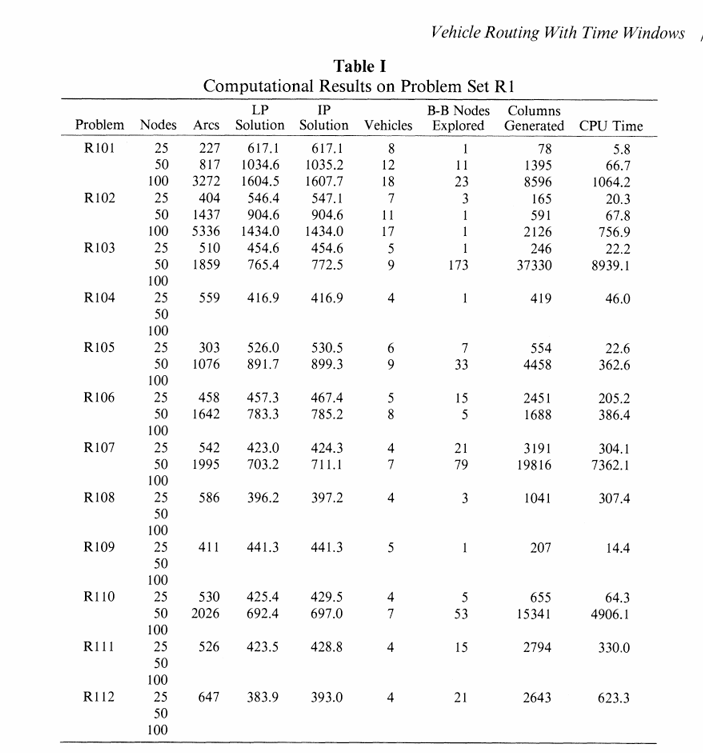 Vehicle Routing With Time Windows /
Table I
Computational Results on Problem Set R1
LP IP B-B Nodes Columns
Problem Nodes Arcs Solution Solution Vehicles Explored Generated CPU Time
R101 25 227 617.1 617.1 8 1 78 5.8
50 817 1034.6 1035.2 12 11 1395 66.7
100 3272 1604.5 1607.7 18 23 8596 1064.2
R102 25 404 546.4 547.1 7 3 165 20.3
50 1437 904.6 904.6 11 1 591 67.8
100 5336 1434.0 1434.0 17 1 2126 756.9
R103 25 510 454.6 454.6 5 1 246 22.2
50 1859 765.4 772.5 9 173 37330 8939.1
100
R104 25 559 416.9 416.9 4 1 419 46.0
50
100
R105 25 303 526.0 530.5 6 7 554 22.6
50 1076 891.7 899.3 9 33 4458 362.6
100
R106 25 458 457.3 467.4 5 15 2451 205.2
50 1642 783.3 785.2 8 5 1688 386.4
100
R107 25 542 423.0 424.3 4 21 3191 304.1
50 1995 703.2 711.1 7 79 19816 7362.1
100
R108 25 586 396.2 397.2 4 3 1041 307.4
50
100
R109 25 411 441.3 441.3 5 1 207 14.4
50
100
R110 25 530 425.4 429.5 4 5 655 64.3
50 2026 692.4 697.0 7 53 15341 4906.1
100
R111 25 526 423.5 428.8 4 15 2794 330.0
50
100
R112 25 647 383.9 393.0 4 21 2643 623.3
50
100